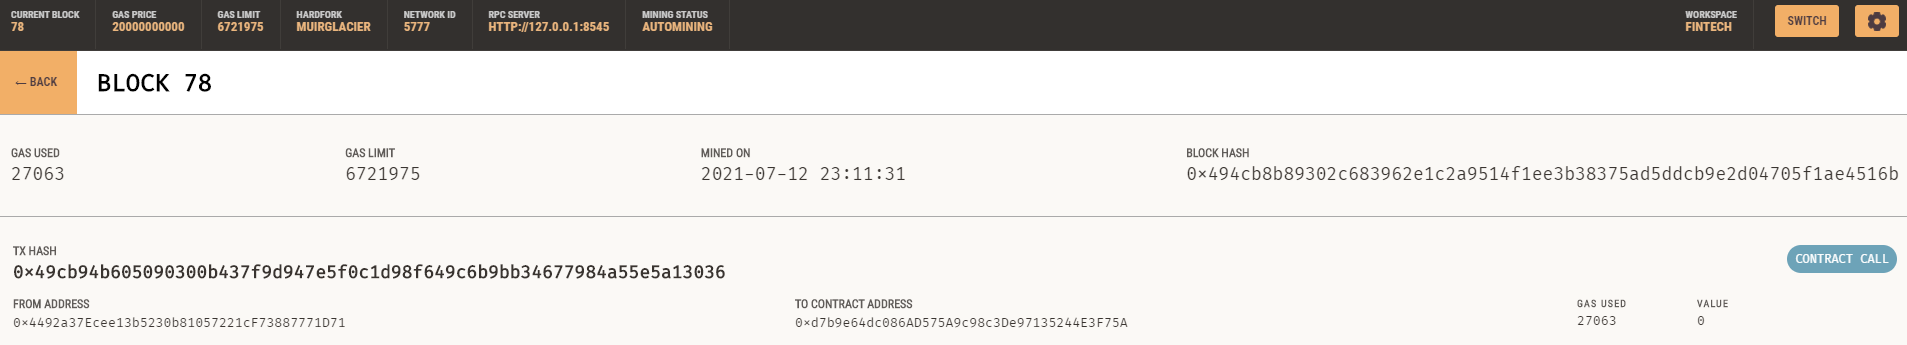 CURRENT BLOCK GAS PRICE GAS LIMIT HARDFORK NETWORK ID RPC SERVER MINING STATUS WORKSPACE
78 20000000000 6721975 MUIRGLACIER 5777 HTTP://127.0.0.1:8545 AUTOMINING FINTECH SWITCH
← BACK BLOCK 78
GAS USED GAS LIMIT MINED ON BLOCK HASH
27063 6721975 2021-07-12 23:11:31 0×494cb8b89302c683962e1c2a9514f1ee3b38375ad5ddcb9e2d04705f1ae4516b
TX HASH
0×49cb94b605090300b437f9d947e5f0c1d98f649c6b9bb34677984a55e5a13036 CONTRACT CALL
FROM ADDRESS TO CONTRACT ADDRESS GAS USED VALUE
0×4492a37Ecee13b5230b81057221cF73887771D71 0×d7b9e64dc086AD575A9c98c3De97135244E3F75A 27063 0